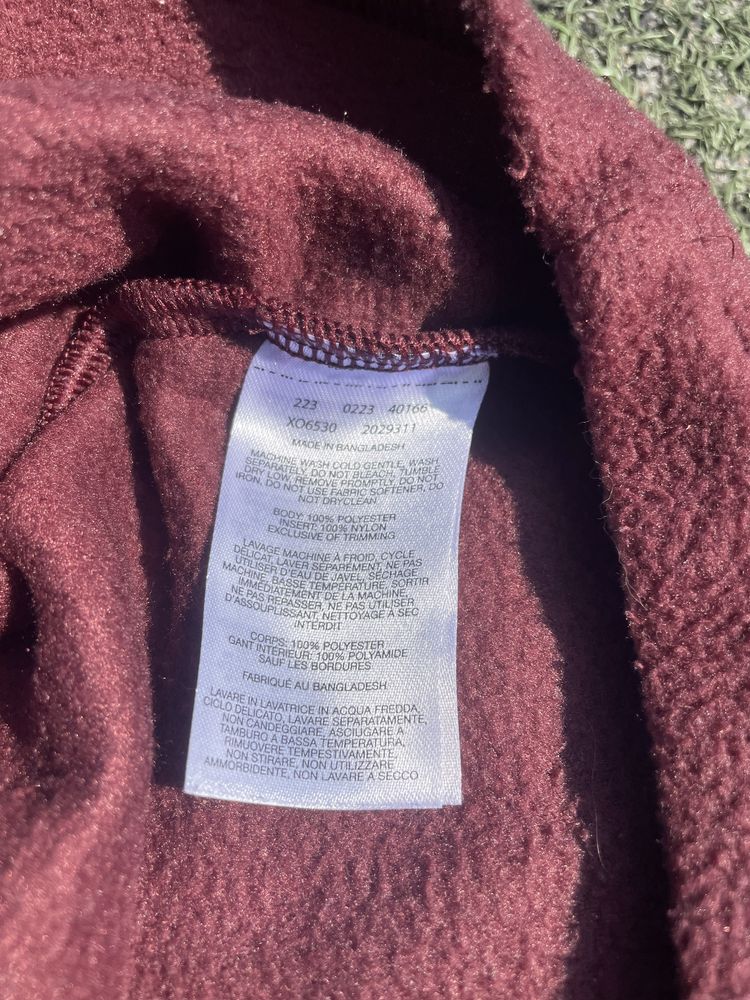 223 0223 40166
XO6530 2029311
MADE IN BANGLADESH
MACHINE WASH COLD GENTLE, WASH
SEPARATELY. DO NOT BLEACH, TUMBLE
DRY LOW, REMOVE PROMPTLY, DO NOT
IRON, DO NOT USE FABRIC SOFTENER, DO
NOT DRYCLEAN
BODY: 100% POLYESTER
INSERT: 100% NYLON
EXCLUSIVE OF TRIMMING
LAVAGE MACHINE À FROID, CYCLE
DÉLICAT, LAVER SEPARÉMENT, NE PAS
UTILISER D'EAU DE JAVEL, SÉCHAGE
MACHINE, BASSE TEMPÉRATURE, SORTIR
IMMÉDIATEMENT DE LA MACHINE,
NE PAS REPASSER, NE PAS UTILISER
D'ASSOUPLISSANT, NETTOYAGE À SEC
INTERDIT
CORPS: 100% POLYESTER
GANT INTÉRIEUR: 100% POLYAMIDE
SAUF LES BORDURES
FABRIQUÉ AU BANGLADESH
LAVARE IN LAVATRICE IN ACQUA FREDDA,
CICLO DELICATO, LAVARE SEPARATAMENTE,
NON CANDEGGIARE, ASCIUGARE A
TAMBURO A BASSA TEMPERATURA,
RIMUOVERE TEMPESTIVAMENTE,
NON STIRARE, NON UTILIZZARE
AMMORBIDENTE, NON LAVARE A SECCO